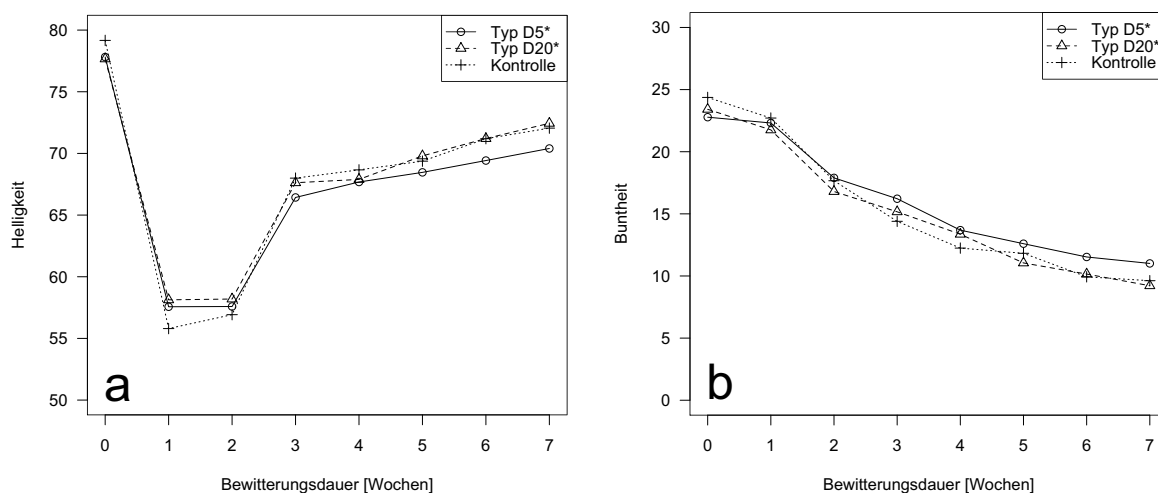 Typ D5*
Typ D20*
Kontrolle
80
75
70
65
60
55
50
Helligkeit
a
0 1 2 3 4 5 6 7
Bewitterungsdauer [Wochen]
Typ D5*
Typ D20*
Kontrolle
30
25
20
15
10
5
0
Buntheit
b
0 1 2 3 4 5 6 7
Bewitterungsdauer [Wochen]